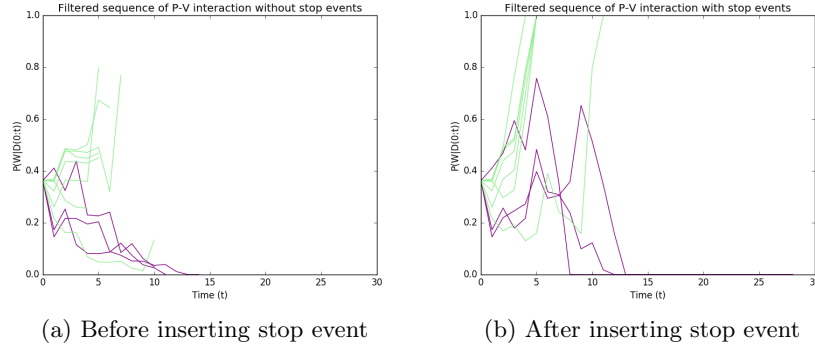 Filtered sequence of P-V interaction without stop events
1.0
0.8
0.6
0.4
0.2
0.0
P(W|D(0:t))
0 5 10 15 20 25 30
Time (t)
(a) Before inserting stop event
Filtered sequence of P-V interaction with stop events
1.0
0.8
0.6
0.4
0.2
0.0
P(W|D(0:t))
0 5 10 15 20 25 30
Time (t)
(b) After inserting stop event